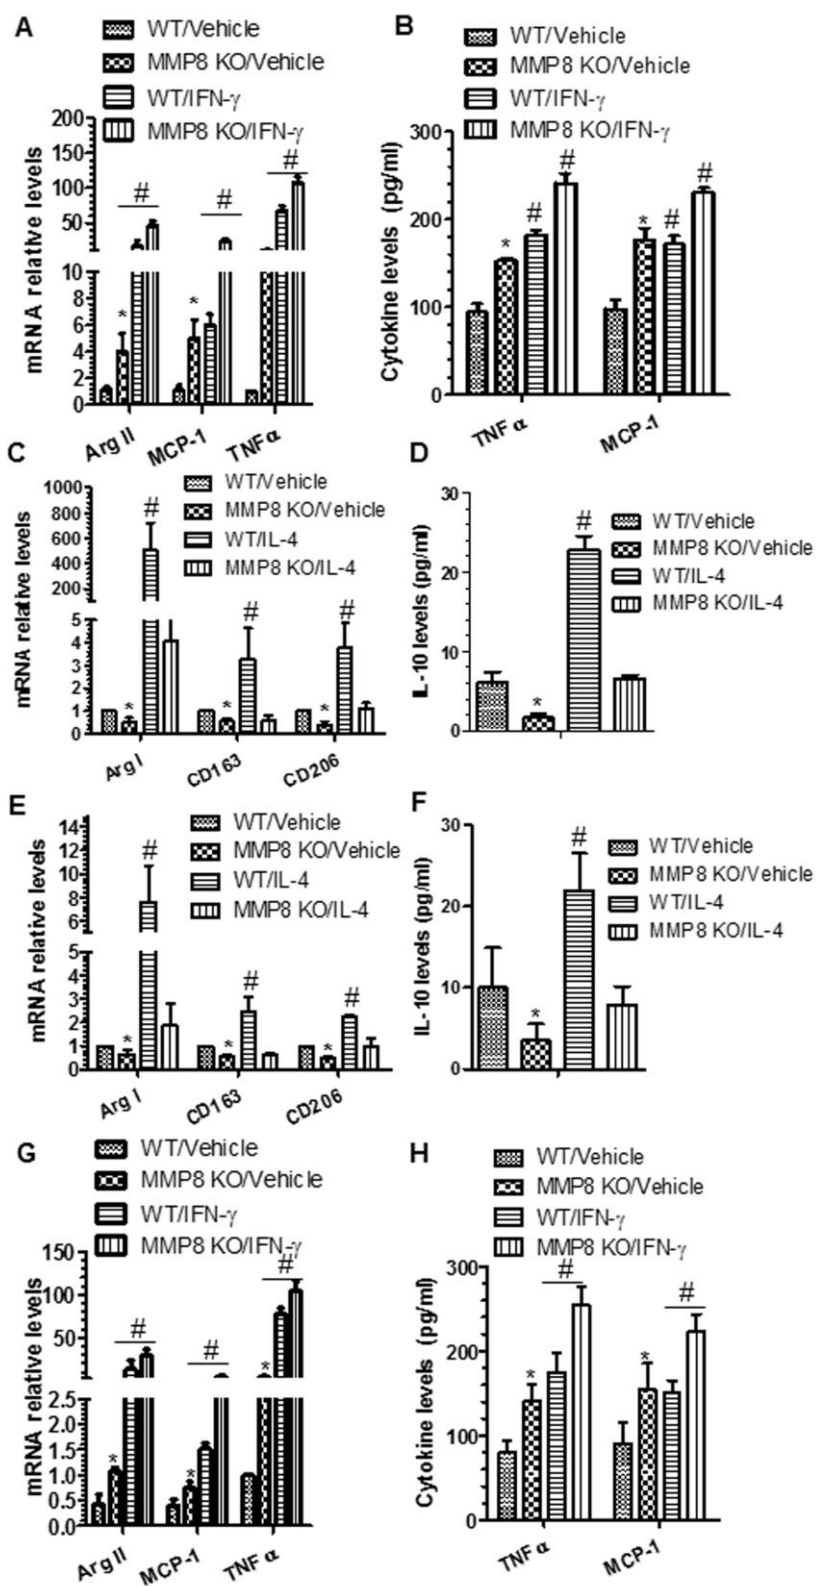 A
WT/Vehicle
MMP8 KO/Vehicle
WT/IFN-γ
MMP8 KO/IFN-γ
mRNA relative levels
200
150
100
50
10
8
6
4
2
0
#
#
#
*
*
Arg II
MCP-1
TNFα
B
WT/Vehicle
MMP8 KO/Vehicle
WT/IFN-γ
MMP8 KO/IFN-γ
Cytokine levels (pg/ml)
300
200
100
0
*
#
#
*
#
#
TNFα
MCP-1
C
WT/Vehicle
MMP8 KO/Vehicle
WT/IL-4
MMP8 KO/IL-4
mRNA relative levels
1000
800
600
400
200
5
4
3
2
1
0
#
#
#
*
*
*
Arg I
CD163
CD206
D
WT/Vehicle
MMP8 KO/Vehicle
WT/IL-4
MMP8 KO/IL-4
IL-10 levels (pg/ml)
30
20
10
0
#
*
E
WT/Vehicle
MMP8 KO/Vehicle
WT/IL-4
MMP8 KO/IL-4
mRNA relative levels
14
12
10
8
6
5
4
3
2
1
0
#
#
#
*
*
*
Arg I
CD163
CD206
F
WT/Vehicle
MMP8 KO/Vehicle
WT/IL-4
MMP8 KO/IL-4
IL-10 levels (pg/ml)
30
20
10
0
#
*
G
WT/Vehicle
MMP8 KO/Vehicle
WT/IFN-γ
MMP8 KO/IFN-γ
mRNA relative levels
150
100
50
2.5
2.0
1.5
1.0
0.5
0.0
#
#
#
*
*
*
Arg II
MCP-1
TNFα
H
WT/Vehicle
MMP8 KO/Vehicle
WT/IFN-γ
MMP8 KO/IFN-γ
Cytokine levels (pg/ml)
300
200
100
0
#
#
*
*
TNFα
MCP-1